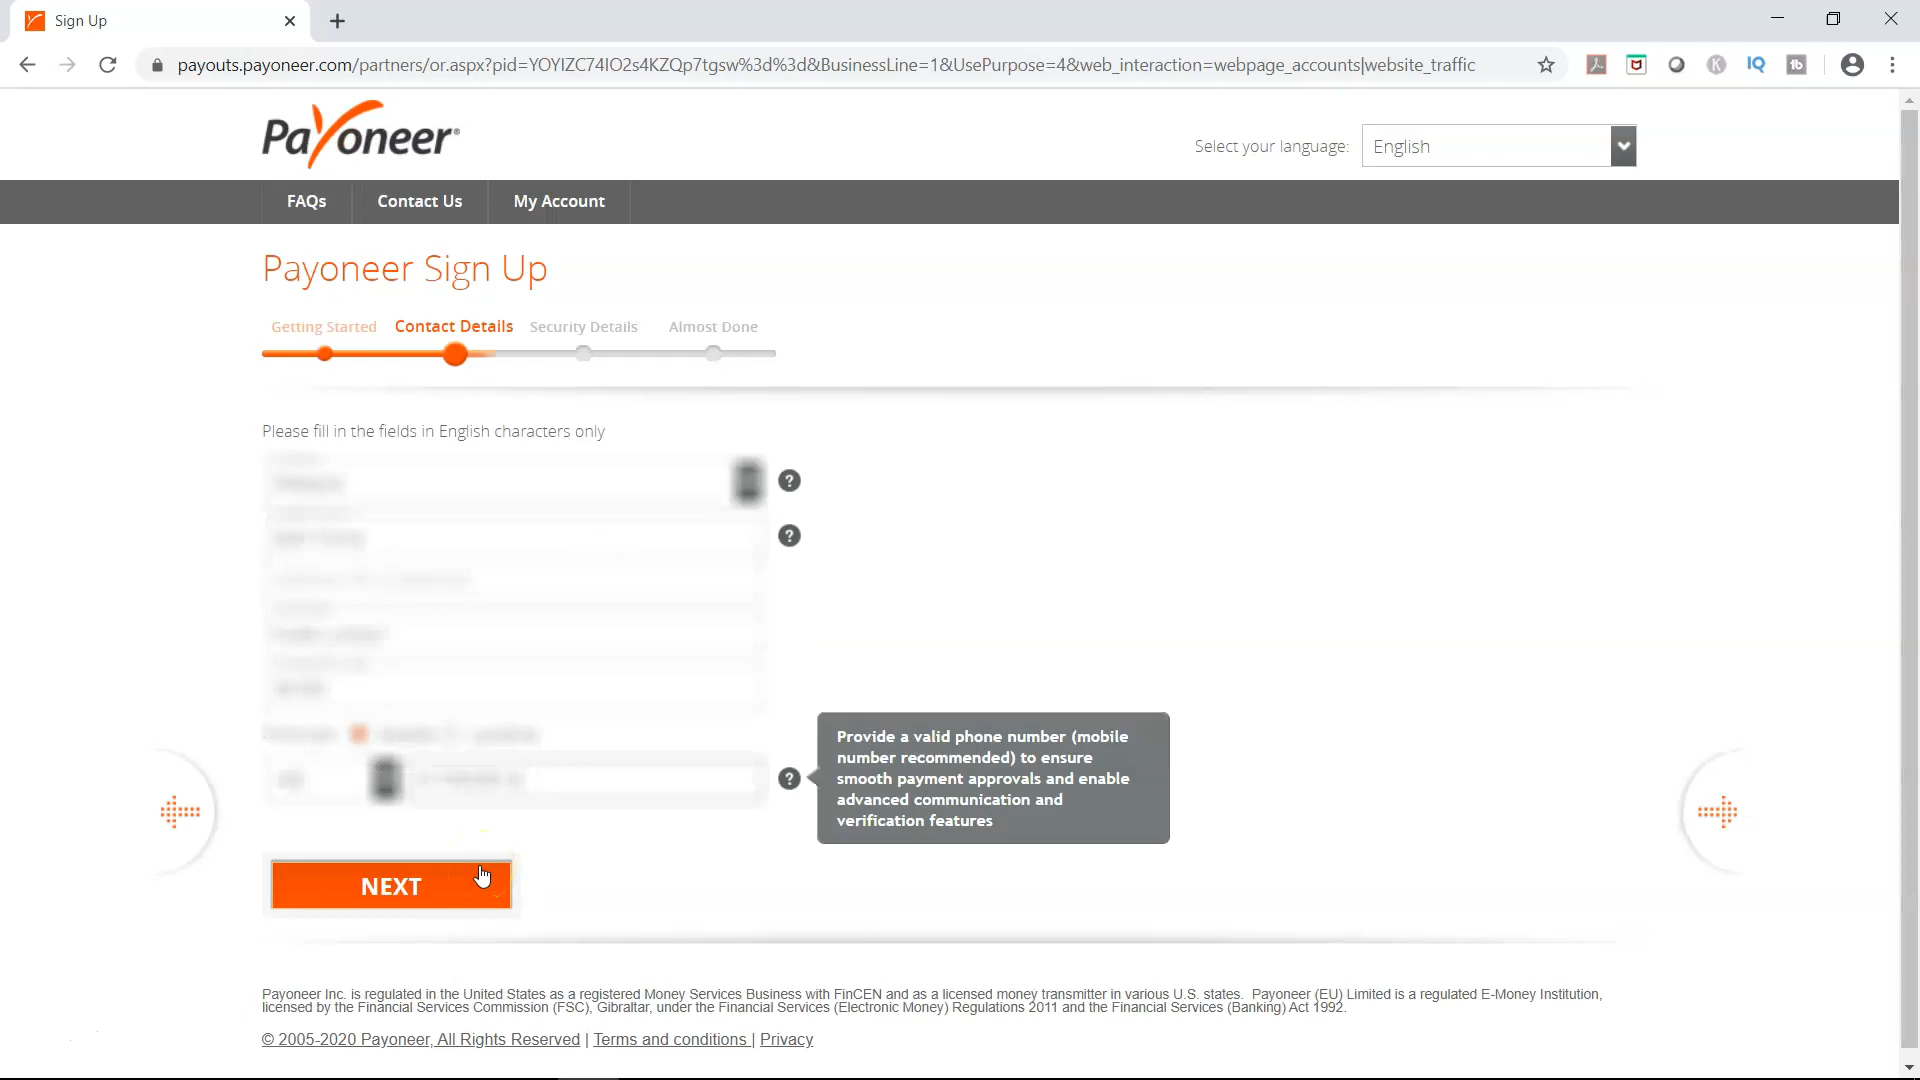 Sign Up
payouts.payoneer.com/partners/or.aspx?pid=YOYIZC74IO2s4KZQp7tgsw%3d%3d&BusinessLine=1&UsePurpose=4&web_interaction=webpage_accounts|website_traffic
IQ
Payoneer
Select your language: English
FAQs Contact Us My Account
Payoneer Sign Up
Getting Started Contact Details Security Details Almost Done
Please fill in the fields in English characters only
?
?
Provide a valid phone number (mobile
number recommended) to ensure
? smooth payment approvals and enable
advanced communication and
verification features
NEXT
Payoneer Inc. is regulated in the United States as a registered Money Services Business with FinCEN and as a licensed money transmitter in various U.S. states. Payoneer (EU) Limited is a regulated E-Money Institution,
licensed by the Financial Services Commission (FSC), Gibraltar, under the Financial Services (Electronic Money) Regulations 2011 and the Financial Services (Banking) Act 1992.
© 2005-2020 Payoneer, All Rights Reserved | Terms and conditions | Privacy